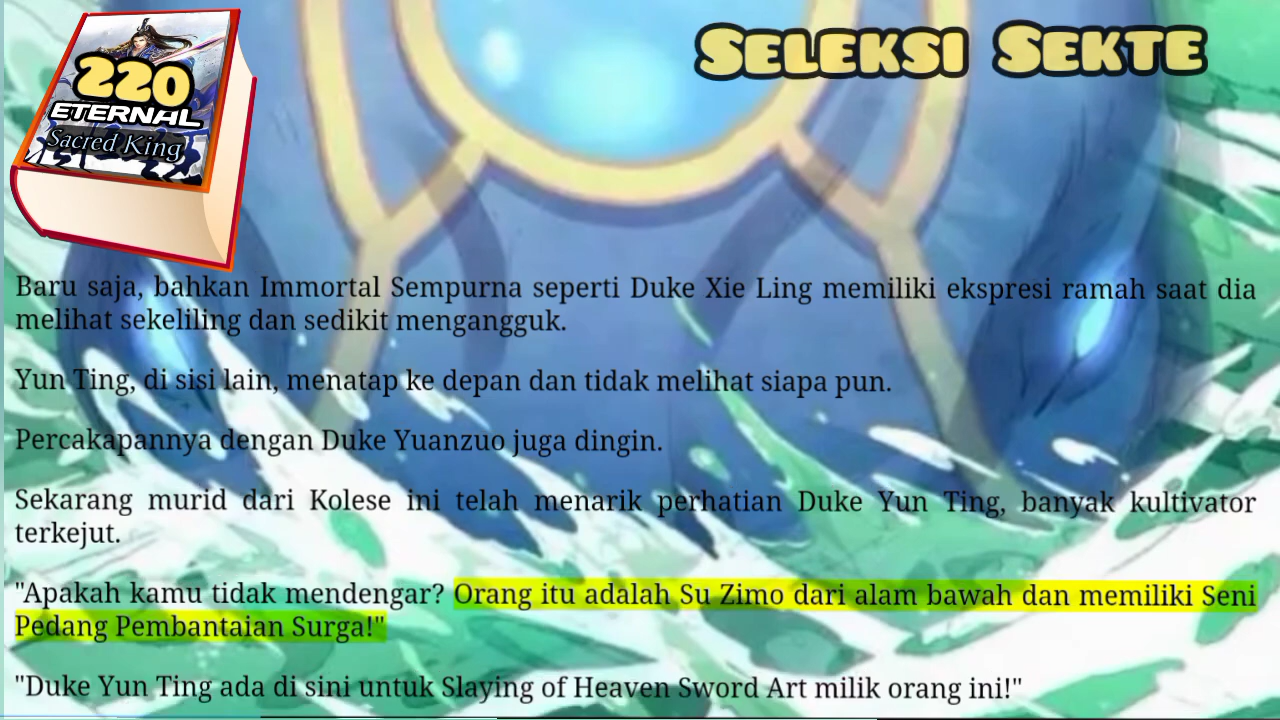 SELEKSI SEKTE
220
ETERNAL
Sacred King
Baru saja, bahkan Immortal Sempurna seperti Duke Xie Ling memiliki ekspresi ramah saat dia
melihat sekeliling dan sedikit mengangguk.
Yun Ting, di sisi lain, menatap ke depan dan tidak melihat siapa pun.
Percakapannya dengan Duke Yuanzuo juga dingin.
Sekarang murid dari Kolese ini telah menarik perhatian Duke Yun Ting, banyak kultivator
terkejut.
"Apakah kamu tidak mendengar? Orang itu adalah Su Zimo dari alam bawah dan memiliki Seni
Pedang Pembantaian Surga!"
"Duke Yun Ting ada di sini untuk Slaying of Heaven Sword Art milik orang ini!"